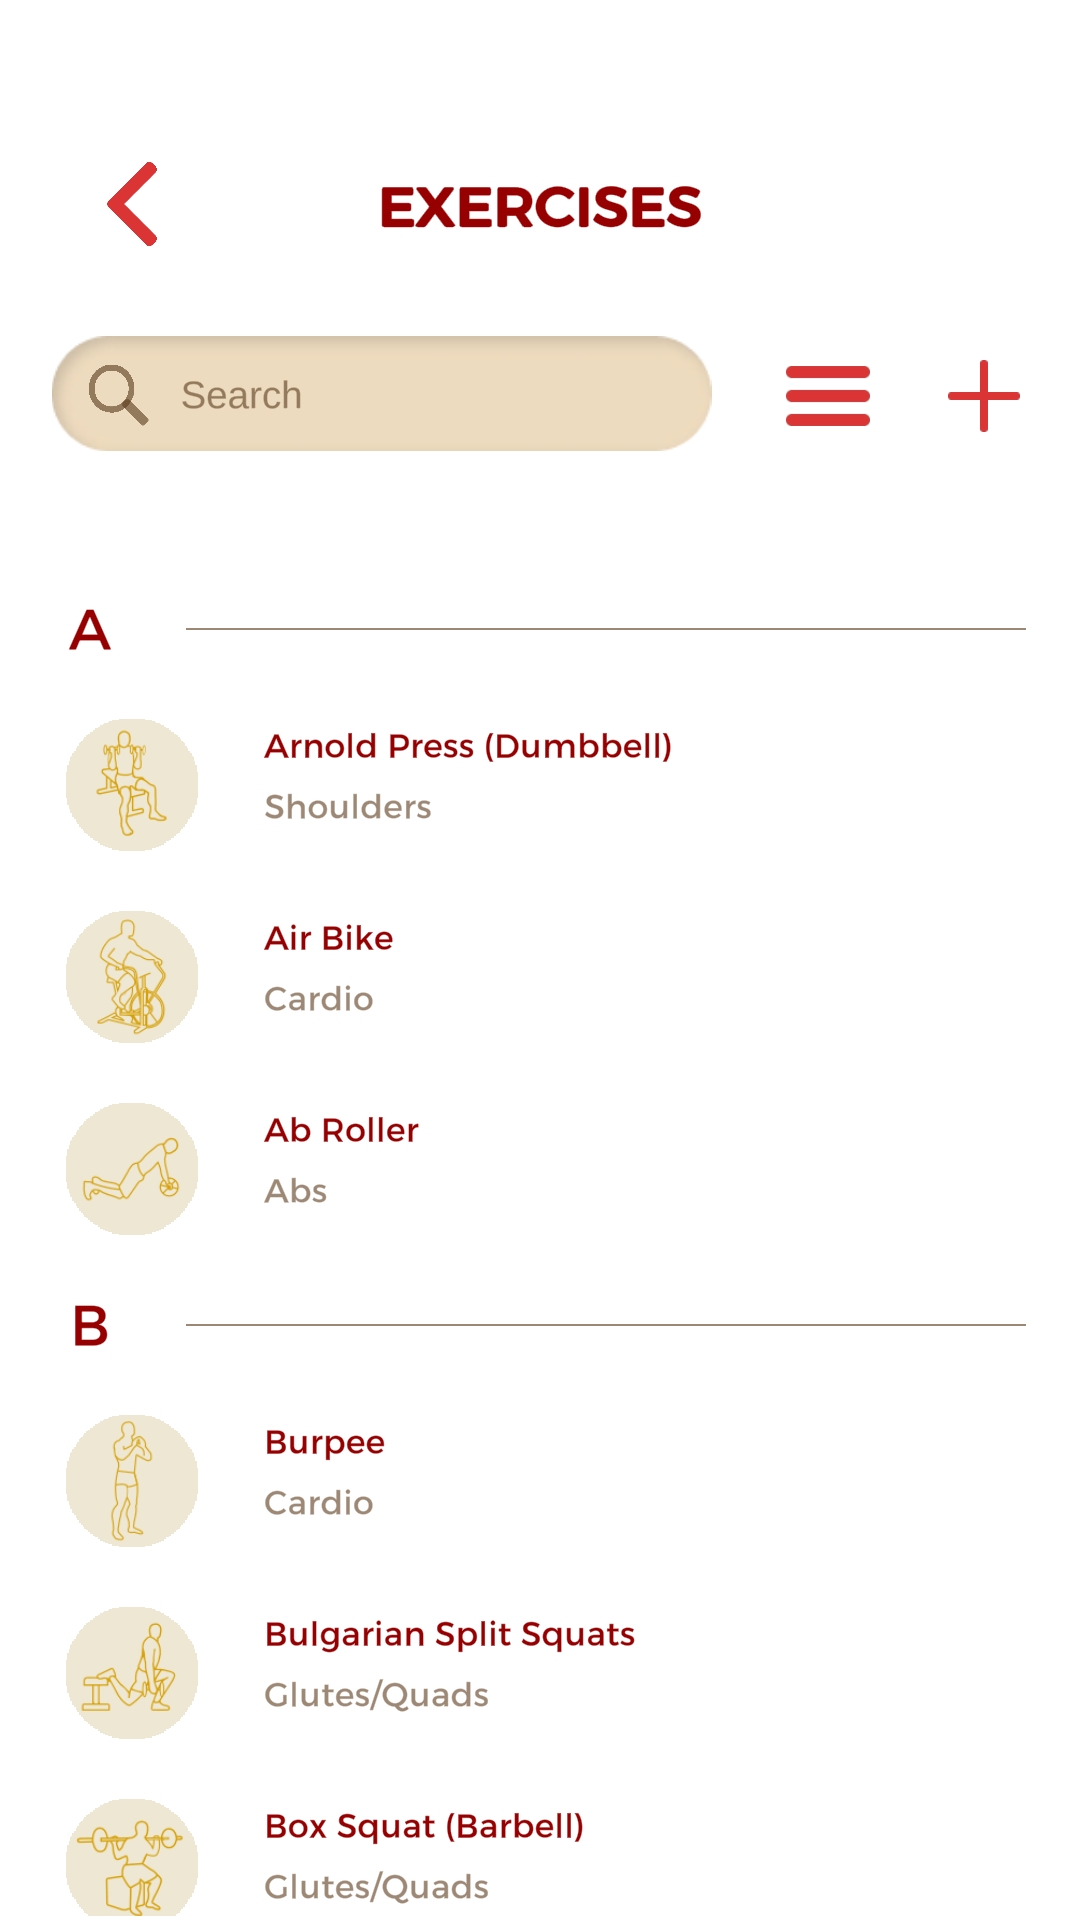 EXERCISES
Search
A
Arnold Press (Dumbbell)
Shoulders
Air Bike
Cardio
Ab Roller
Abs
B
Burpee
Cardio
Bulgarian Split Squats
Glutes/Quads
Box Squat (Barbell)
Glutes/Quads